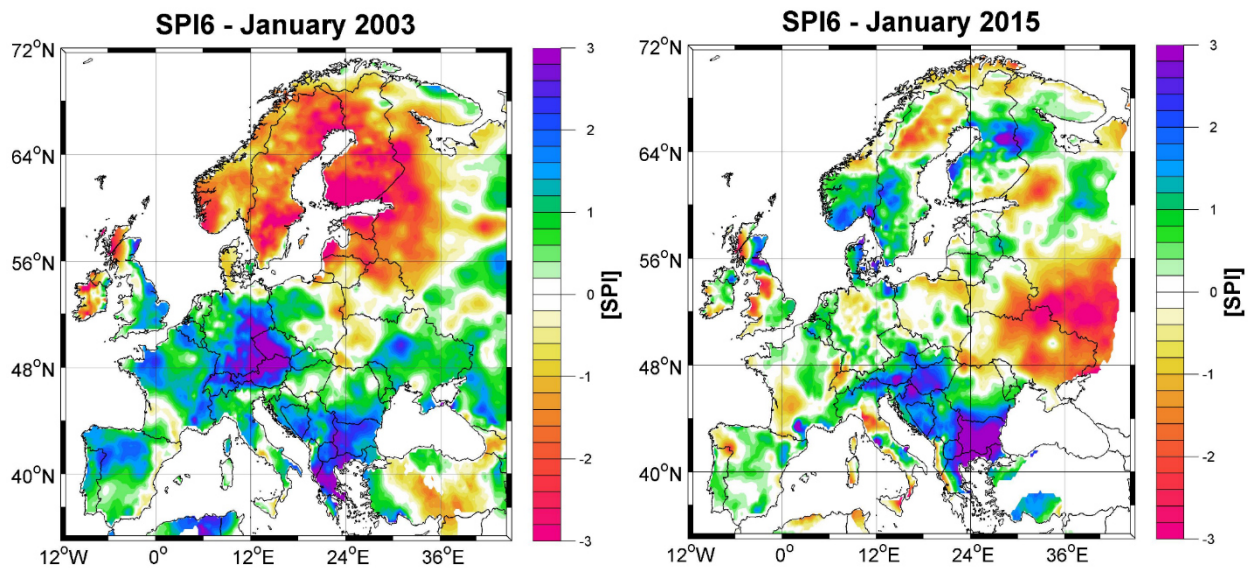 SPI6 - January 2003
72°N
64°N
56°N
48°N
40°N
12°W
0°
12°E
24°E
36°E
3
2
1
0
-1
-2
-3
[SPI]
SPI6 - January 2015
72°N
64°N
56°N
48°N
40°N
12°W
0°
12°E
24°E
36°E
3
2
1
0
-1
-2
-3
[SPI]